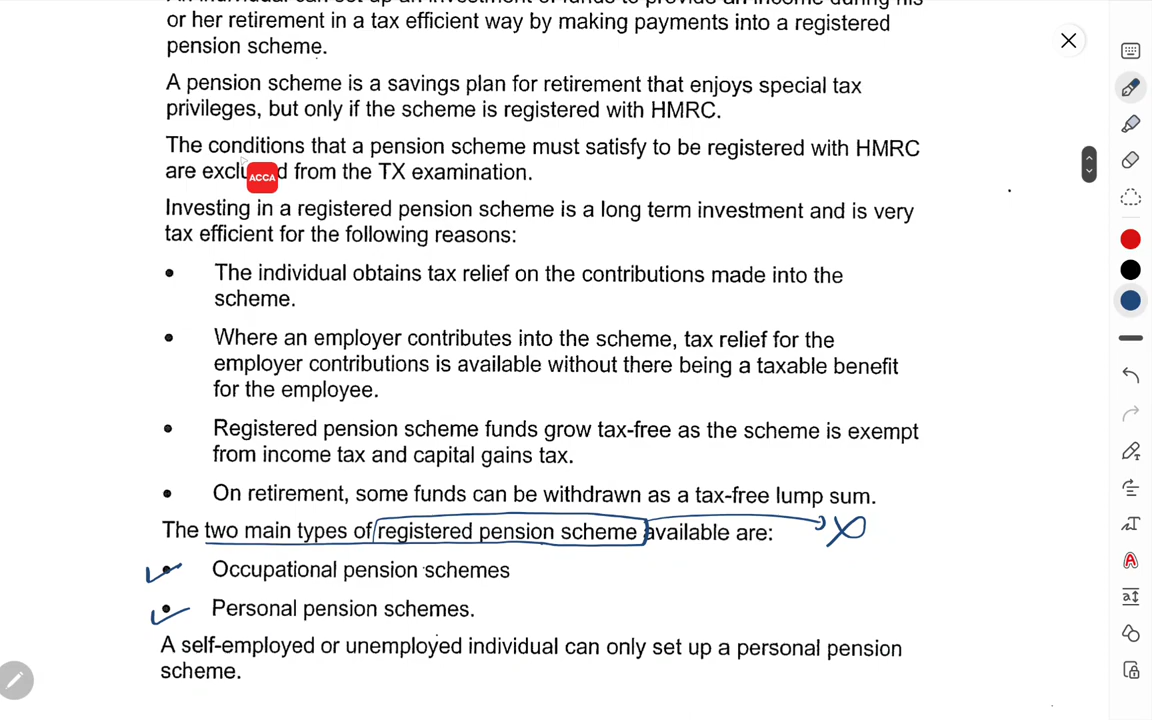 or her retirement in a tax efficient way by making payments into a registered
pension scheme.
A pension scheme is a savings plan for retirement that enjoys special tax
privileges, but only if the scheme is registered with HMRC.
The conditions that a pension scheme must satisfy to be registered with HMRC
are exclu d from the TX examination.
ACCA
Investing in a registered pension scheme is a long term investment and is very
tax efficient for the following reasons:
• The individual obtains tax relief on the contributions made into the
scheme.
• Where an employer contributes into the scheme, tax relief for the
employer contributions is available without there being a taxable benefit
for the employee.
• Registered pension scheme funds grow tax-free as the scheme is exempt
from income tax and capital gains tax.
• On retirement, some funds can be withdrawn as a tax-free lump sum.
The two main types of registered pension scheme available are:
• Occupational pension schemes
• Personal pension schemes.
A self-employed or unemployed individual can only set up a personal pension
scheme.